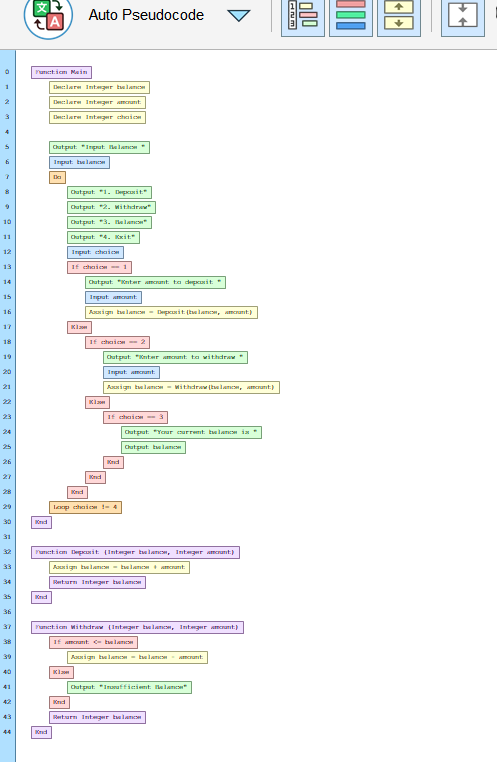 文 A Auto Pseudocode 1 2 3
0 Function Main
1 Declare Integer balance
2 Declare Integer amount
3 Declare Integer choice
4
5 Output "Input Balance "
6 Input balance
7 Do
8 Output "1. Deposit"
9 Output "2. Withdraw"
10 Output "3. Balance"
11 Output "4. Exit"
12 Input choice
13 If choice == 1
14 Output "Enter amount to deposit "
15 Input amount
16 Assign balance = Deposit(balance, amount)
17 Else
18 If choice == 2
19 Output "Enter amount to withdraw "
20 Input amount
21 Assign balance = Withdraw(balance, amount)
22 Else
23 If choice == 3
24 Output "Your current balance is "
25 Output balance
26 End
27 End
28 End
29 Loop choice != 4
30 End
31
32 Function Deposit (Integer balance, Integer amount)
33 Assign balance = balance + amount
34 Return Integer balance
35 End
36
37 Function Withdraw (Integer balance, Integer amount)
38 If amount <= balance
39 Assign balance = balance - amount
40 Else
41 Output "Insufficient Balance"
42 End
43 Return Integer balance
44 End